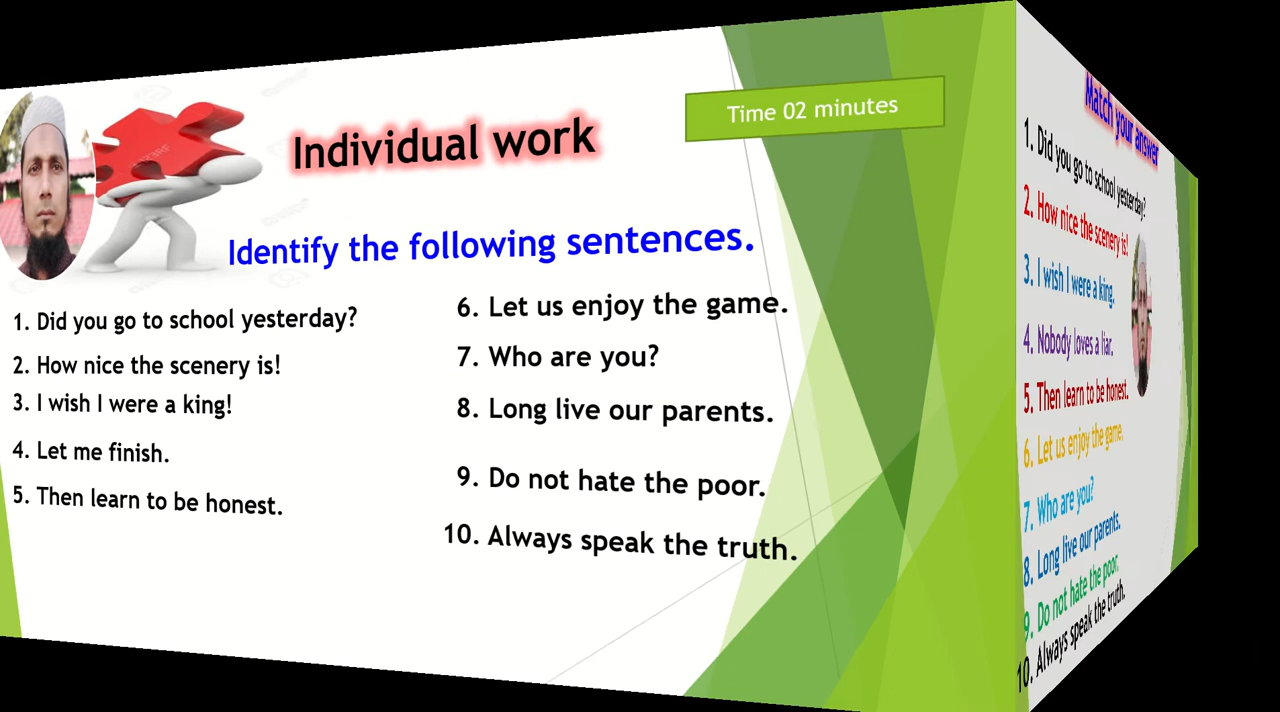 Individual work
Time 02 minutes
Identify the following sentences.
1. Did you go to school yesterday?
2. How nice the scenery is!
3. I wish I were a king!
4. Let me finish.
5. Then learn to be honest.
6. Let us enjoy the game.
7. Who are you?
8. Long live our parents.
9. Do not hate the poor.
10. Always speak the truth.
Match your answer
1. Did you go to school yesterday?
2. How nice the scenery is!
3. I wish I were a king.
4. Nobody loves a liar.
5. Then learn to be honest.
6. Let us enjoy the game.
7. Who are you?
8. Long live our parents.
9. Do not hate the poor.
10. Always speak the truth.